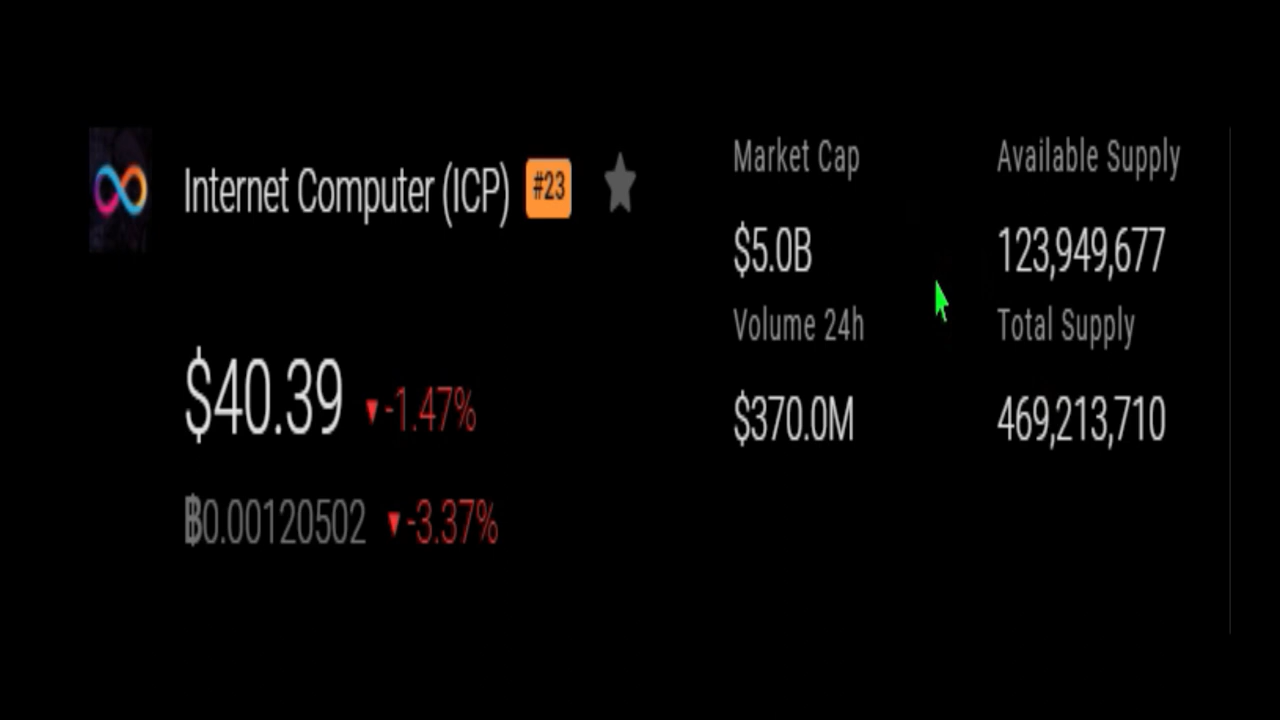 Internet Computer (ICP) #23
$40.39 ▼-1.47%
฿0.00120502 ▼-3.37%
Market Cap
$5.0B
Volume 24h
$370.0M
Available Supply
123,949,677
Total Supply
469,213,710